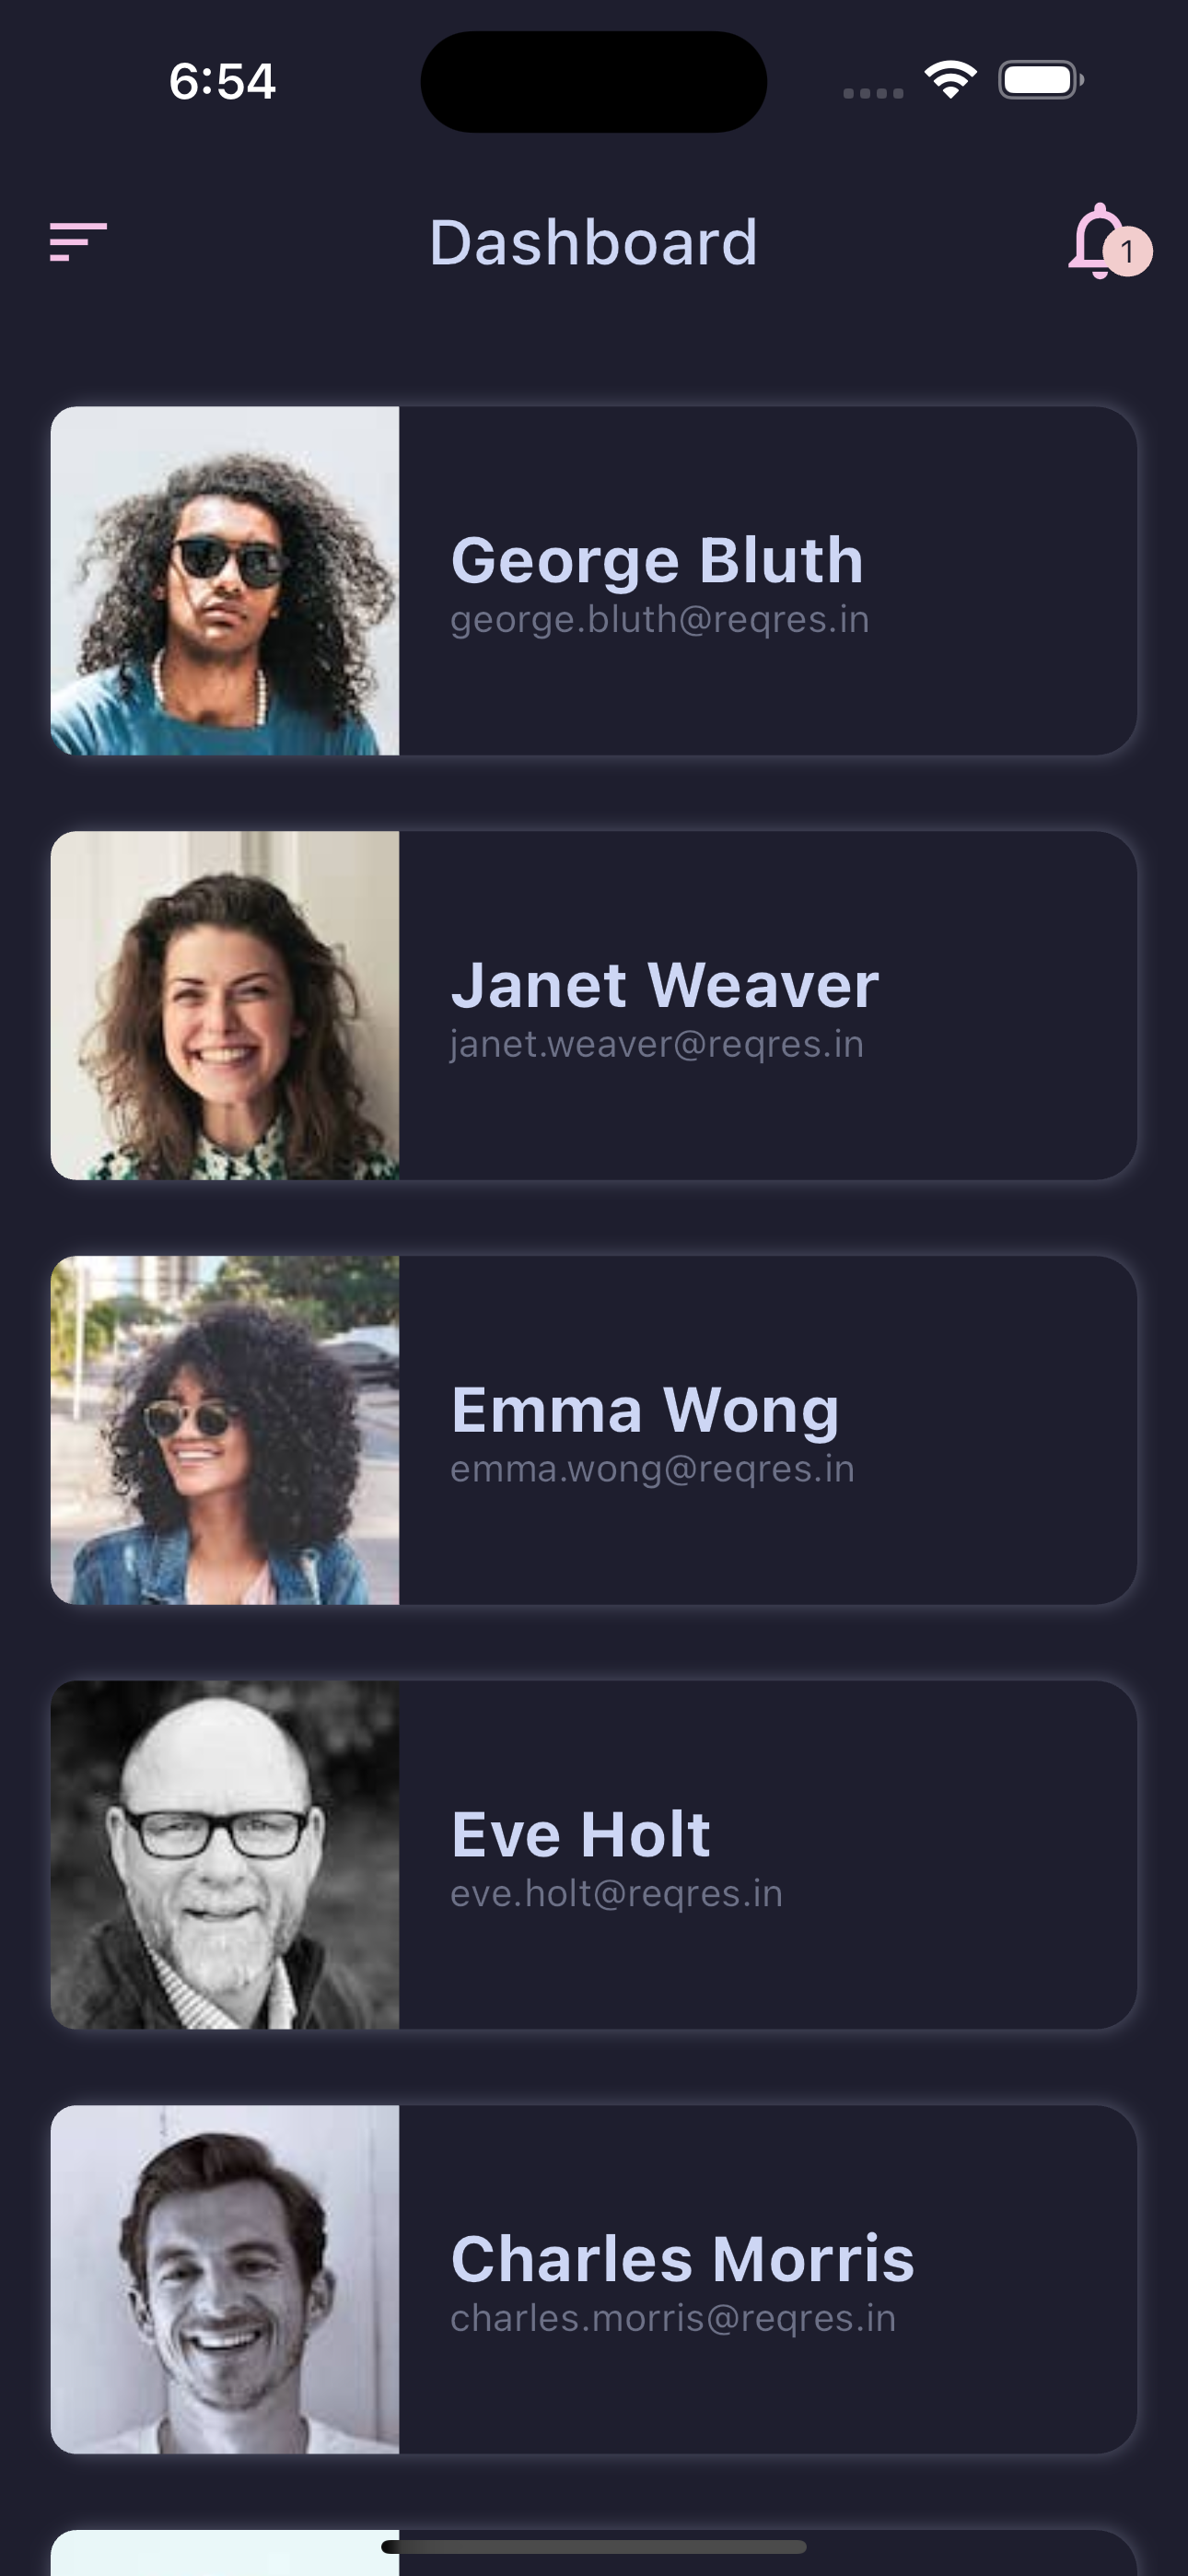 6:54
Dashboard
1
George Bluth
george.bluth@reqres.in
Janet Weaver
janet.weaver@reqres.in
Emma Wong
emma.wong@reqres.in
Eve Holt
eve.holt@reqres.in
Charles Morris
charles.morris@reqres.in